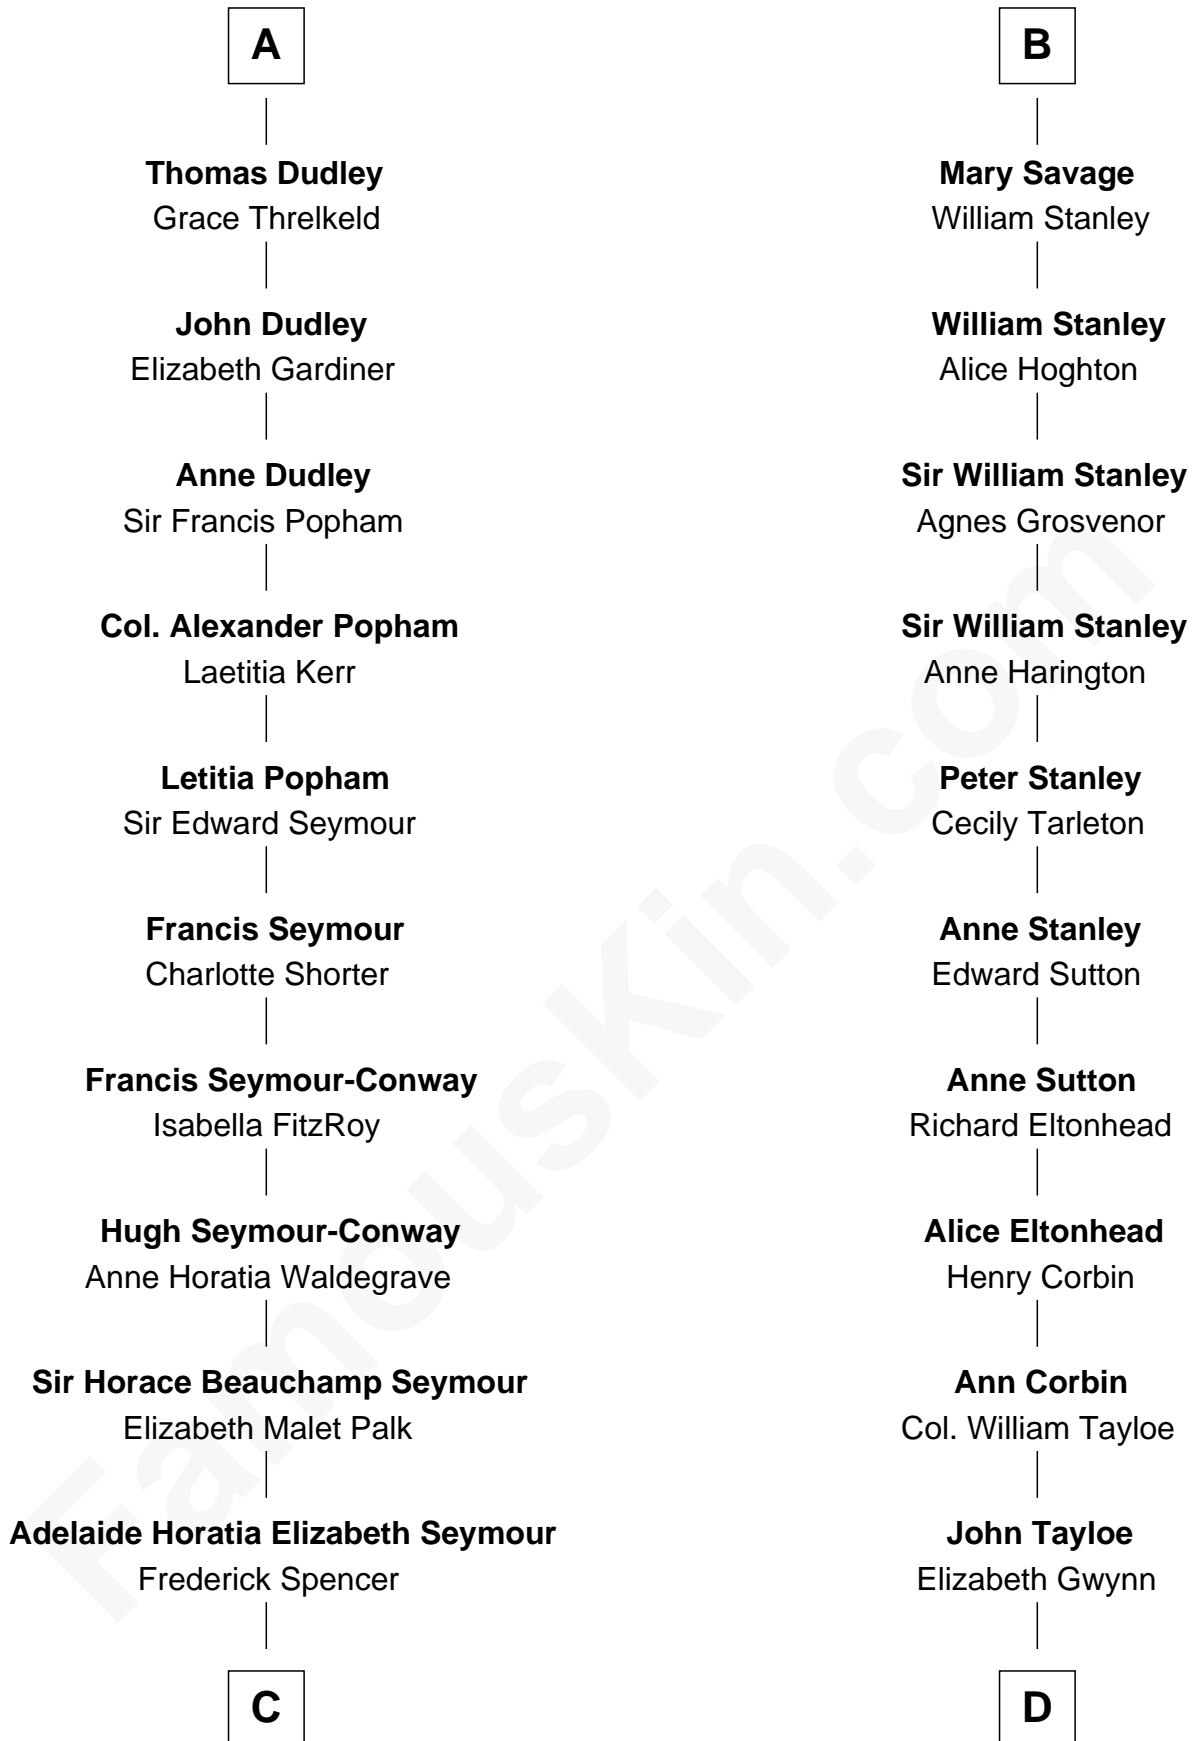 A
Thomas Dudley
Grace Threlkeld
John Dudley
Elizabeth Gardiner
Anne Dudley
Sir Francis Popham
Col. Alexander Popham
Laetitia Kerr
Letitia Popham
Sir Edward Seymour
Francis Seymour
Charlotte Shorter
Francis Seymour-Conway
Isabella FitzRoy
Hugh Seymour-Conway
Anne Horatia Waldegrave
Sir Horace Beauchamp Seymour
Elizabeth Malet Palk
Adelaide Horatia Elizabeth Seymour
Frederick Spencer
C
B
Mary Savage
William Stanley
William Stanley
Alice Hoghton
Sir William Stanley
Agnes Grosvenor
Sir William Stanley
Anne Harington
Peter Stanley
Cecily Tarleton
Anne Stanley
Edward Sutton
Anne Sutton
Richard Eltonhead
Alice Eltonhead
Henry Corbin
Ann Corbin
Col. William Tayloe
John Tayloe
Elizabeth Gwynn
D
FamousKin.com